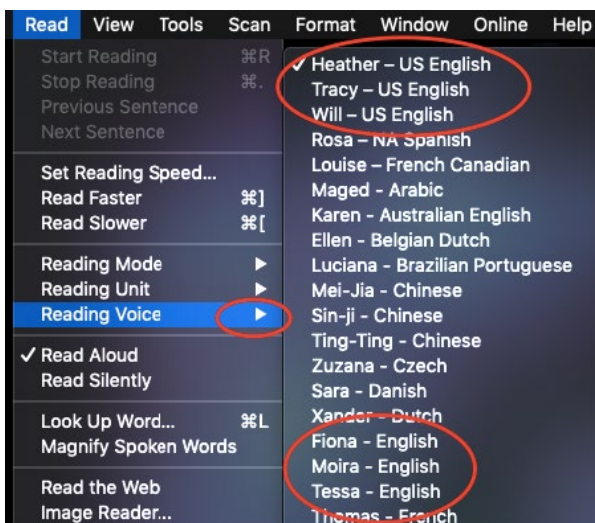 Read View Tools Scan Format Window Online Help
Start Reading ⌘R
Stop Reading ⌘.
Previous Sentence
Next Sentence
Set Reading Speed...
Read Faster ⌘]
Read Slower ⌘[
Reading Mode ▶
Reading Unit ▶
Reading Voice ▶
✓ Read Aloud
Read Silently
Look Up Word... ⌘L
Magnify Spoken Words
Read the Web
Image Reader...
✓ Heather – US English
Tracy – US English
Will – US English
Rosa – NA Spanish
Louise – French Canadian
Maged - Arabic
Karen - Australian English
Ellen - Belgian Dutch
Luciana - Brazilian Portuguese
Mei-Jia - Chinese
Sin-ji - Chinese
Ting-Ting - Chinese
Zuzana - Czech
Sara - Danish
Xander - Dutch
Fiona - English
Moira - English
Tessa - English
Thomas - French